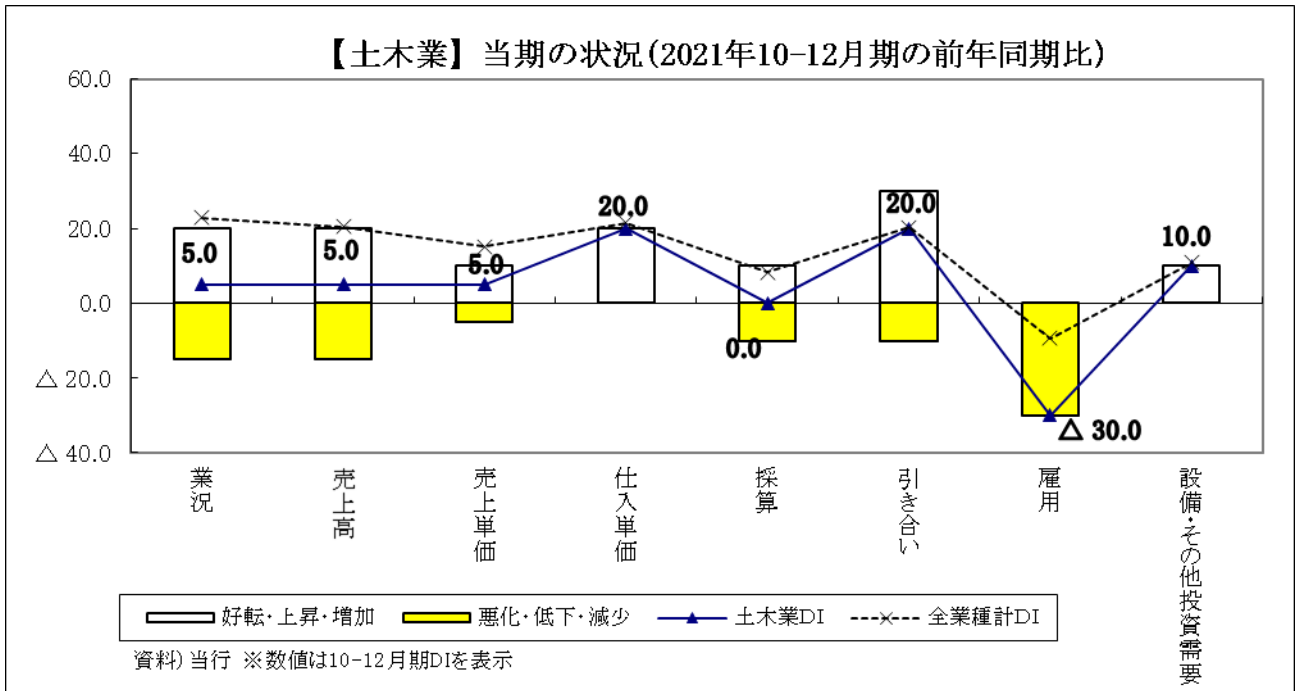 【土木業】当期の状況(2021年10-12月期の前年同期比)
60.0
40.0
20.0
0.0
△ 20.0
△ 40.0
5.0
5.0
5.0
20.0
0.0
20.0
△ 30.0
10.0
業況
売上高
売上単価
仕入単価
採算
引き合い
雇用
設備・その他投資需要
好転・上昇・増加
悪化・低下・減少
土木業DI
全業種計DI
資料)当行 ※数値は10-12月期DIを表示